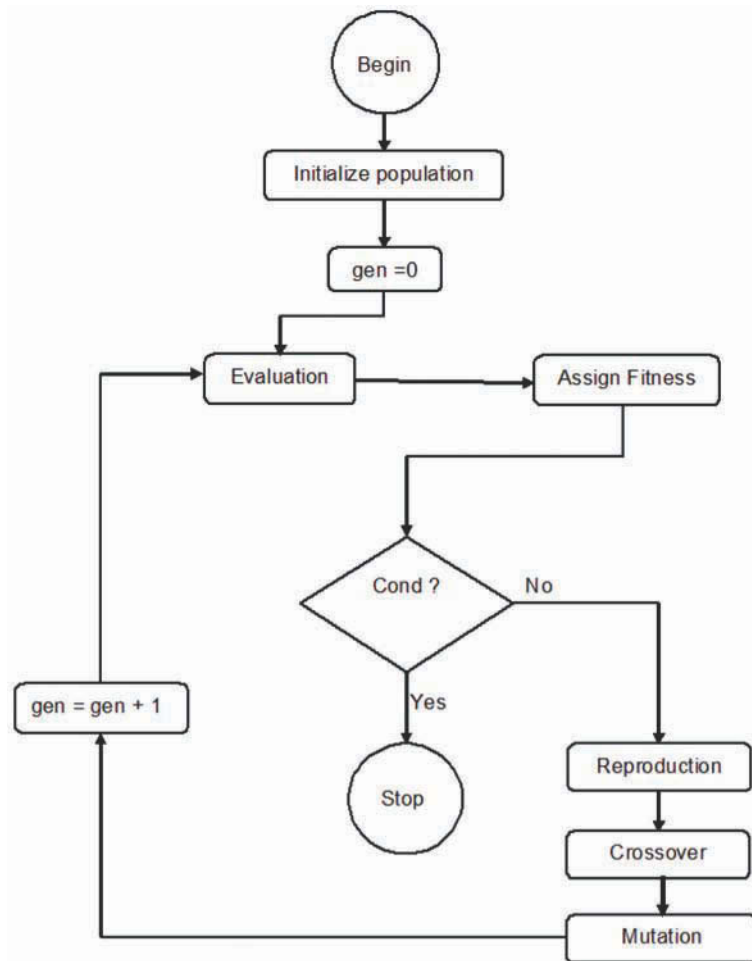 Begin
Initialize population
gen =0
Evaluation
Assign Fitness
Cond ?
No
Yes
gen = gen + 1
Stop
Reproduction
Crossover
Mutation